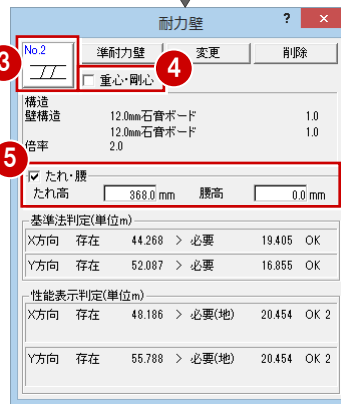 耐力壁 ? ×
3 No.2 準耐力壁 変更 削除
重心・剛心 4
構造
壁構造 12.0mm石膏ボード 1.0
12.0mm石膏ボード 1.0
倍率 2.0
5
たれ・腰
たれ高 368.0 mm 腰高 0.0 mm
基準法判定(単位m)
X方向 存在 44.268 > 必要 19.405 OK
Y方向 存在 52.087 > 必要 16.855 OK
性能表示判定(単位m)
X方向 存在 48.186 > 必要(地) 20.454 OK 2
Y方向 存在 55.788 > 必要(地) 20.454 OK 2